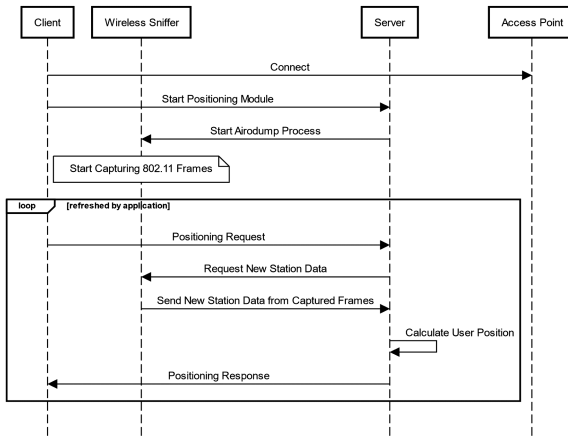 Client
Wireless Sniffer
Server
Access Point
Connect
Start Positioning Module
Start Airodump Process
Start Capturing 802.11 Frames
loop
[refreshed by application]
Positioning Request
Request New Station Data
Send New Station Data from Captured Frames
Calculate User Position
Positioning Response